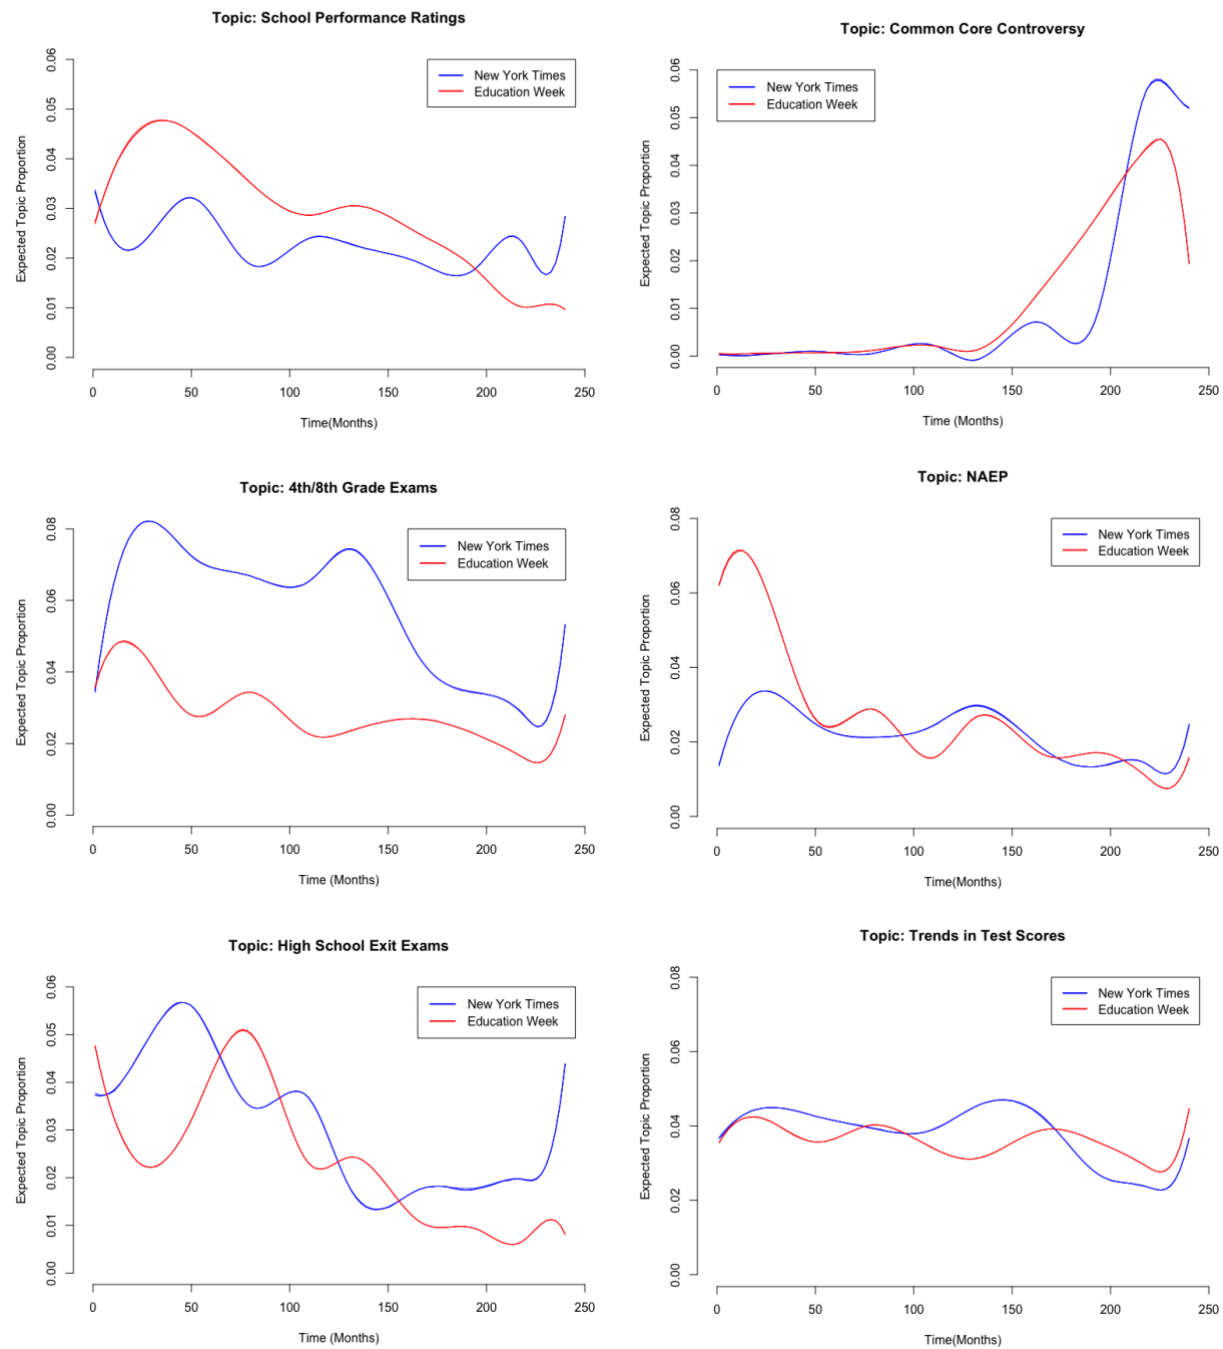 Topic: School Performance Ratings
Expected Topic Proportion
0.06
0.05
0.04
0.03
0.02
0.01
0.00
New York Times
Education Week
0 50 100 150 200 250
Time(Months)
Topic: Common Core Controversy
Expected Topic Proportion
0.06
0.05
0.04
0.03
0.02
0.01
0.00
New York Times
Education Week
0 50 100 150 200 250
Time (Months)
Topic: 4th/8th Grade Exams
Expected Topic Proportion
0.08
0.06
0.04
0.02
0.00
New York Times
Education Week
0 50 100 150 200 250
Time (Months)
Topic: NAEP
Expected Topic Proportion
0.08
0.06
0.04
0.02
0.00
New York Times
Education Week
0 50 100 150 200 250
Time(Months)
Topic: High School Exit Exams
Expected Topic Proportion
0.06
0.05
0.04
0.03
0.02
0.01
0.00
New York Times
Education Week
0 50 100 150 200 250
Time (Months)
Topic: Trends in Test Scores
Expected Topic Proportion
0.08
0.06
0.04
0.02
0.00
New York Times
Education Week
0 50 100 150 200 250
Time(Months)